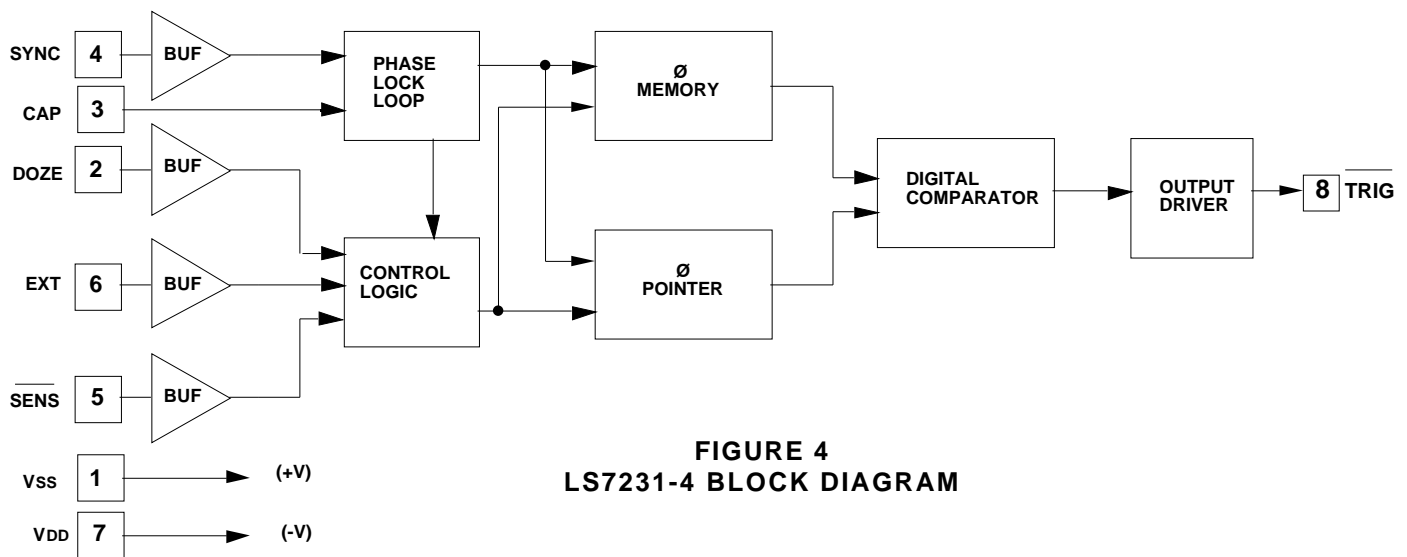 SYNC 4 BUF
CAP 3
DOZE 2 BUF
EXT 6 BUF
SENS 5 BUF
VSS 1 (+V)
VDD 7 (-V)
PHASE
LOCK
LOOP
CONTROL
LOGIC
Ø
MEMORY
Ø
POINTER
DIGITAL
COMPARATOR
OUTPUT
DRIVER
8 TRIG
FIGURE 4
LS7231-4 BLOCK DIAGRAM